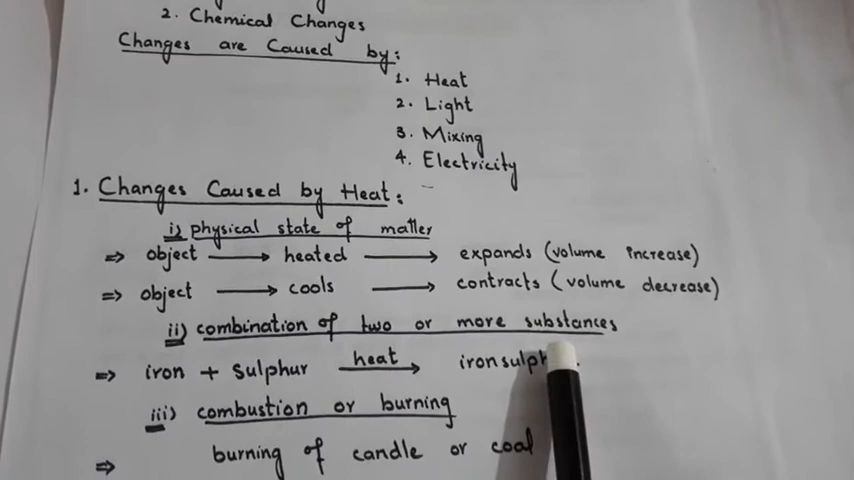 2. Chemical Changes
Changes are Caused by:
1. Heat
2. Light
3. Mixing
4. Electricity
1. Changes Caused by Heat:
i) physical state of matter
⇒ object → heated → expands (volume increase)
⇒ object → cools → contracts (volume decrease)
ii) combination of two or more substances
⇒ iron + sulphur heat →
iii) combustion or burning
⇒ burning of candle or coal